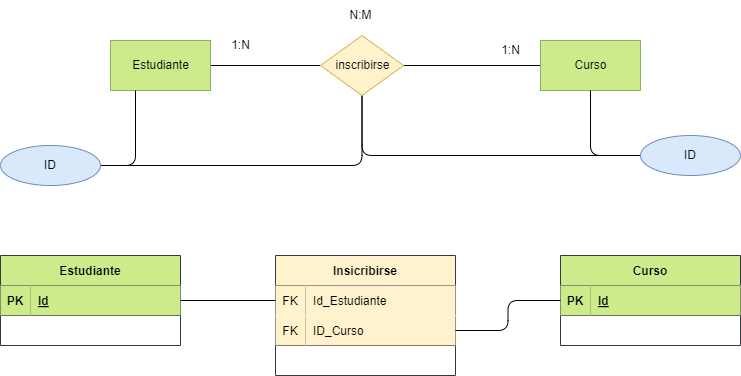 N:M
1:N
1:N
Estudiante
inscribirse
Curso
ID
ID
Estudiante
PK Id
Insicribirse
FK Id_Estudiante
FK ID_Curso
Curso
PK Id